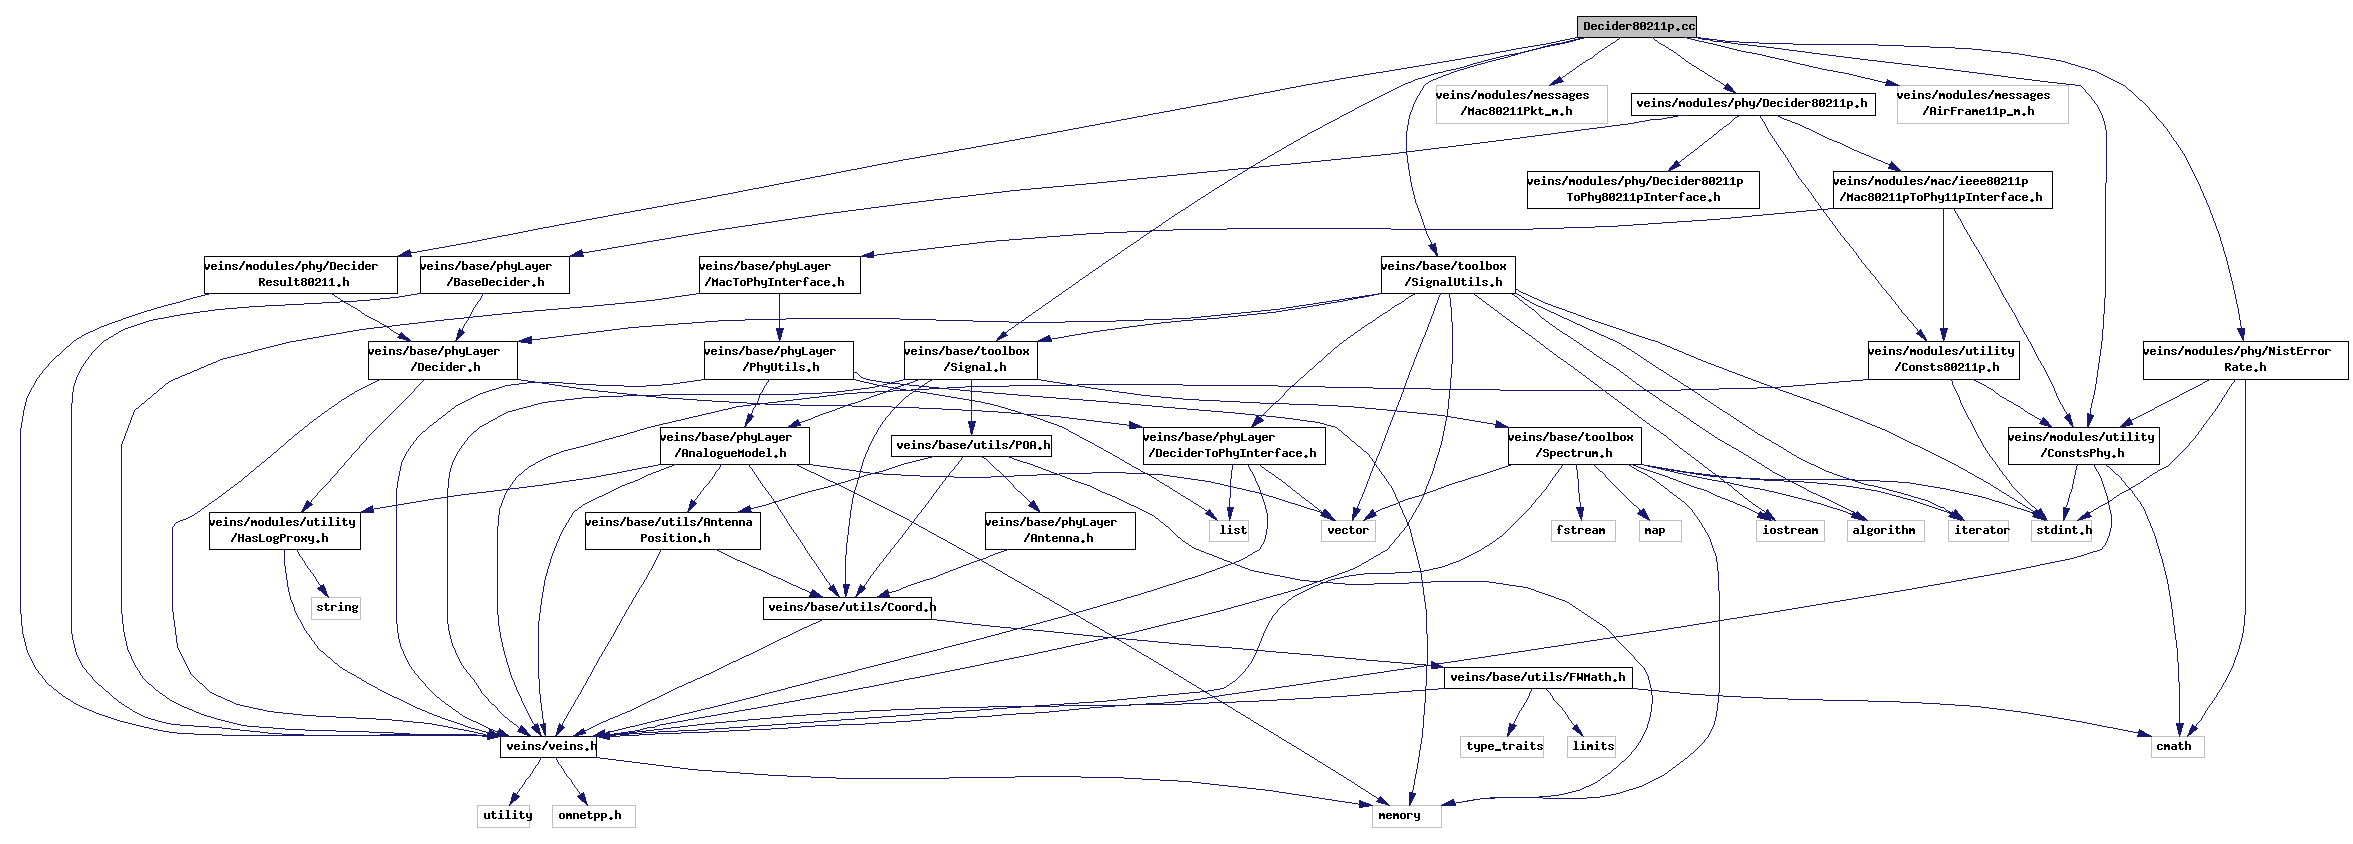 Decider80211p.cc
veins/modules/messages
/Mac80211Pkt_m.h
veins/modules/phy/Decider80211p.h
veins/modules/messages
/AirFrame11p_m.h
veins/modules/phy/Decider80211p
ToPhy80211pInterface.h
veins/modules/mac/ieee80211p
/Mac80211pToPhy11pInterface.h
veins/modules/phy/Decider
Result80211.h
veins/base/phyLayer
/BaseDecider.h
veins/base/phyLayer
/MacToPhyInterface.h
veins/base/toolbox
/SignalUtils.h
veins/base/phyLayer
/Decider.h
veins/base/phyLayer
/PhyUtils.h
veins/base/toolbox
/Signal.h
veins/modules/utility
/Consts80211p.h
veins/modules/phy/NistError
Rate.h
veins/base/phyLayer
/AnalogueModel.h
veins/base/utils/POA.h
veins/base/phyLayer
/DeciderToPhyInterface.h
veins/base/toolbox
/Spectrum.h
veins/modules/utility
/ConstsPhy.h
veins/modules/utility
/HasLogProxy.h
veins/base/utils/Antenna
Position.h
veins/base/phyLayer
/Antenna.h
list
vector
fstream
map
iostream
algorithm
iterator
stdint.h
string
veins/base/utils/Coord.h
veins/base/utils/FWMath.h
veins/veins.h
type_traits
limits
cmath
utility
omnetpp.h
memory